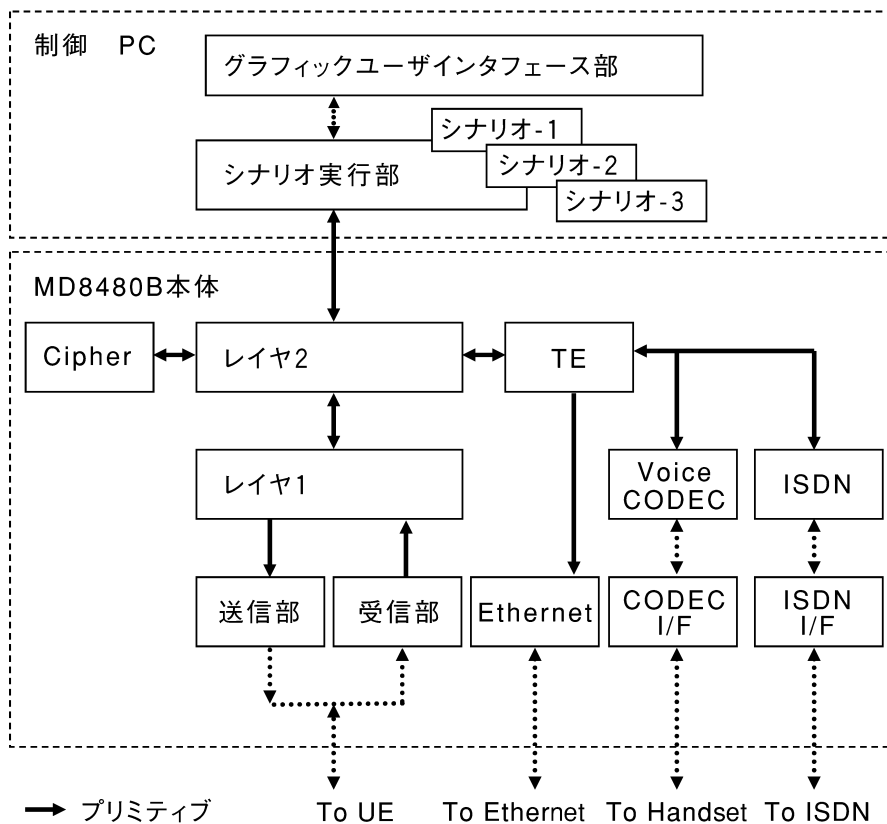 制御 PC
グラフィックユーザインタフェース部
シナリオ-1
シナリオ-2
シナリオ-3
シナリオ実行部
MD8480B本体
Cipher
レイヤ2
TE
レイヤ1
Voice
CODEC
ISDN
送信部
受信部
Ethernet
CODEC
I/F
ISDN
I/F
プリミティブ
To UE
To Ethernet
To Handset
To ISDN